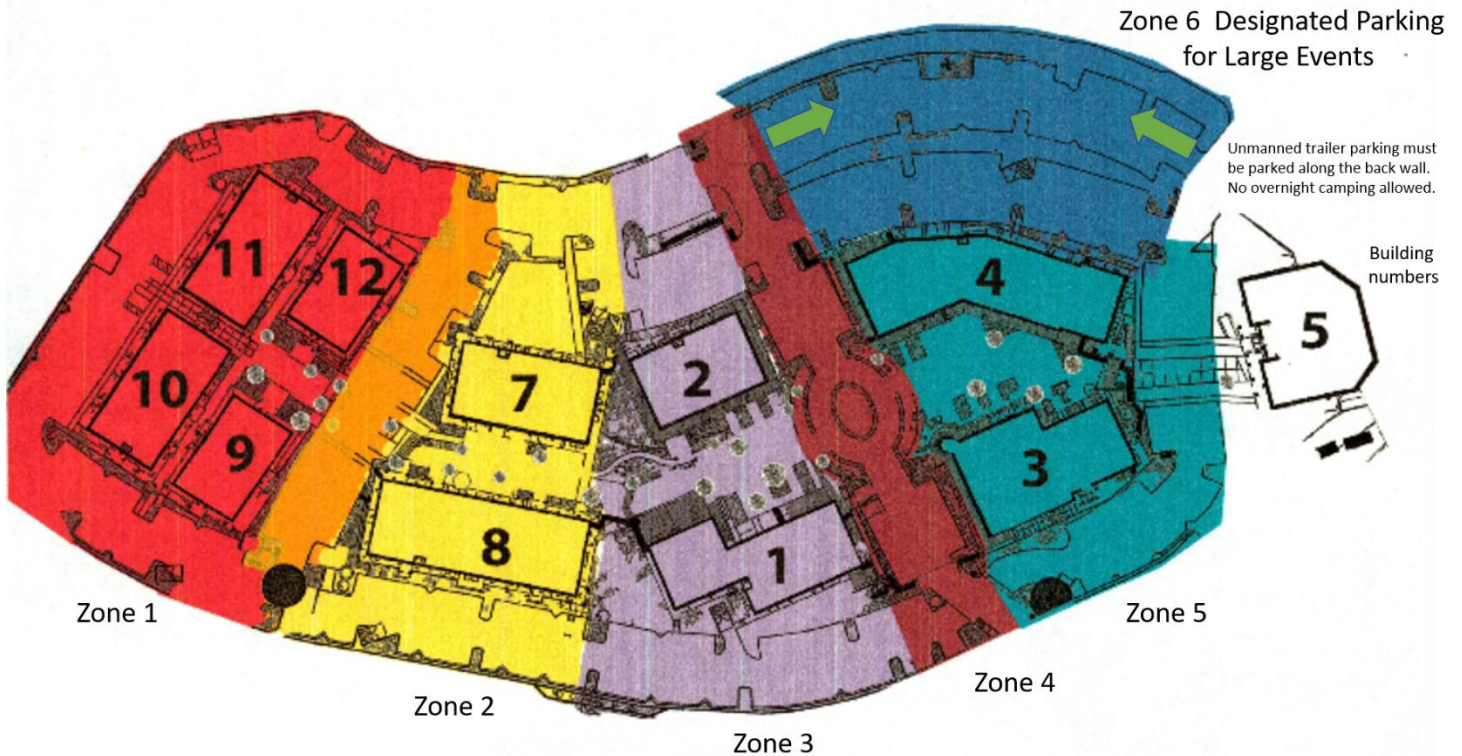 Zone 6 Designated Parking
for Large Events
Unmanned trailer parking must
be parked along the back wall.
No overnight camping allowed.
Building
numbers
11
12
10
9
7
8
2
1
4
3
5
Zone 1
Zone 2
Zone 3
Zone 4
Zone 5